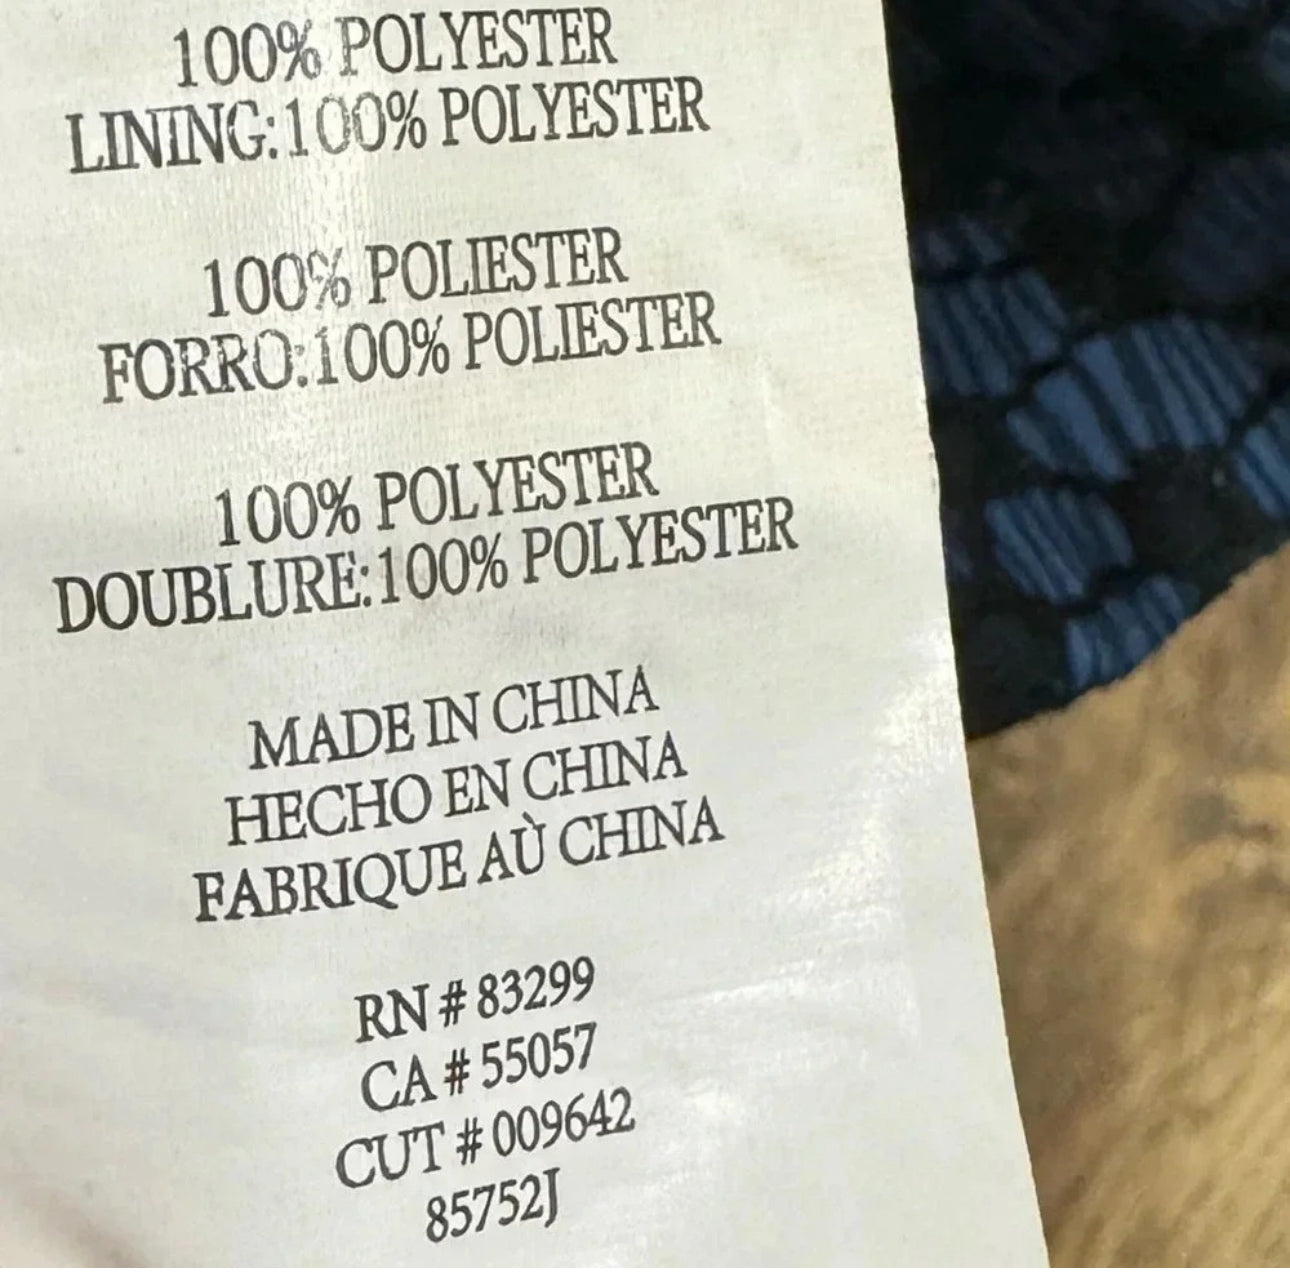 100% POLYESTER
LINING:100% POLYESTER
100% POLIESTER
FORRO:100% POLIESTER
100% POLYESTER
DOUBLURE:100% POLYESTER
MADE IN CHINA
HECHO EN CHINA
FABRIQUE AÙ CHINA
RN # 83299
CA # 55057
CUT # 009642
85752J